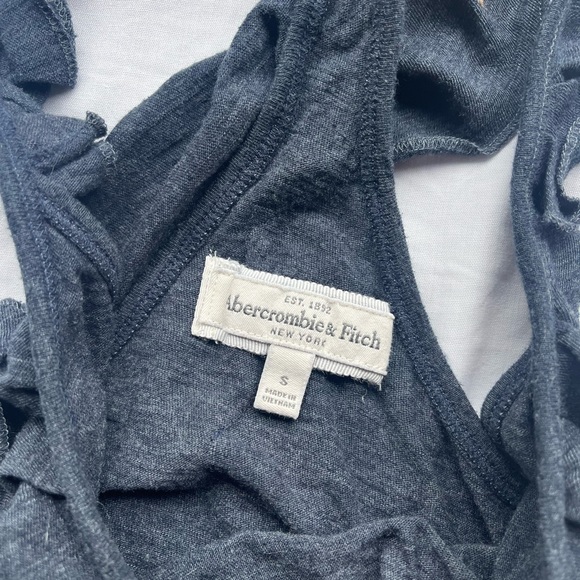 EST. 1892
Abercrombie & Fitch
NEW YORK
S
MADE IN
VIETNAM